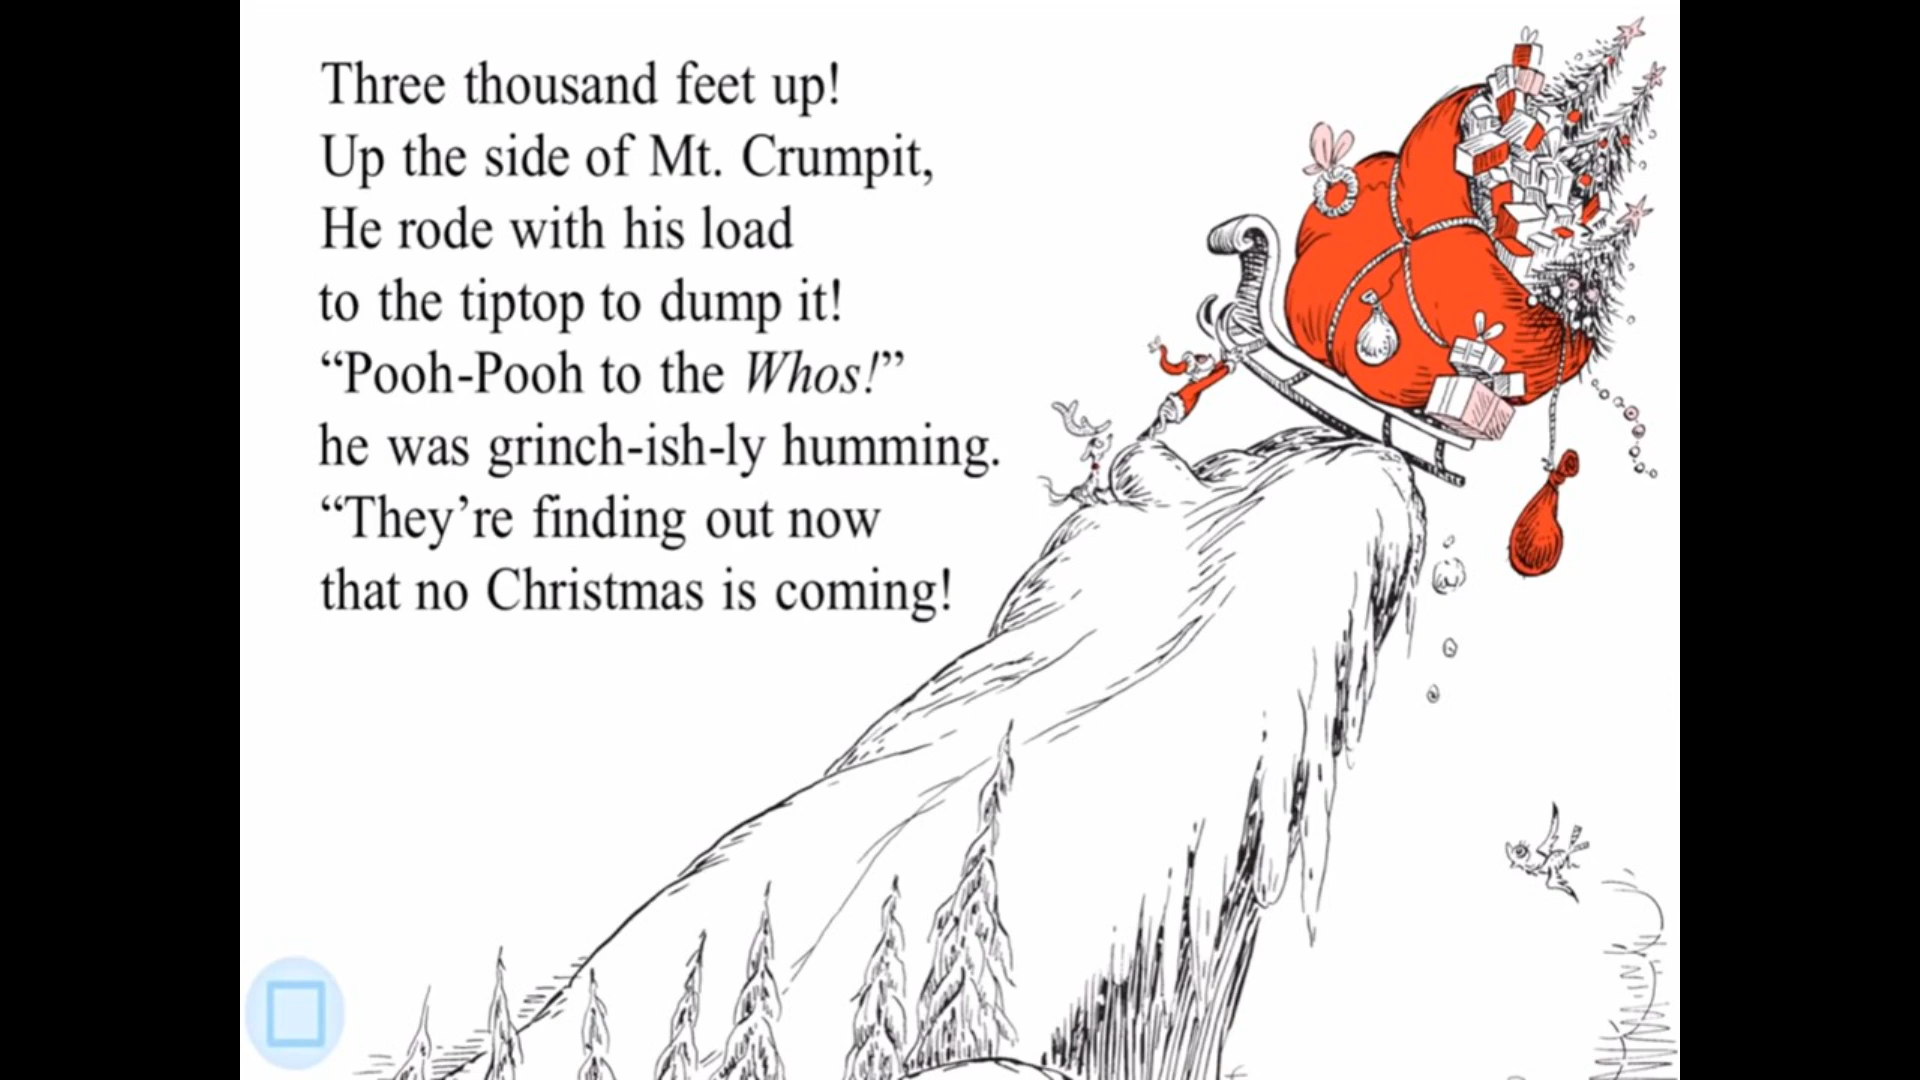 Three thousand feet up!
Up the side of Mt. Crumpit,
He rode with his load
to the tiptop to dump it!
“Pooh-Pooh to the Whos!”
he was grinch-ish-ly humming.
“They’re finding out now
that no Christmas is coming!